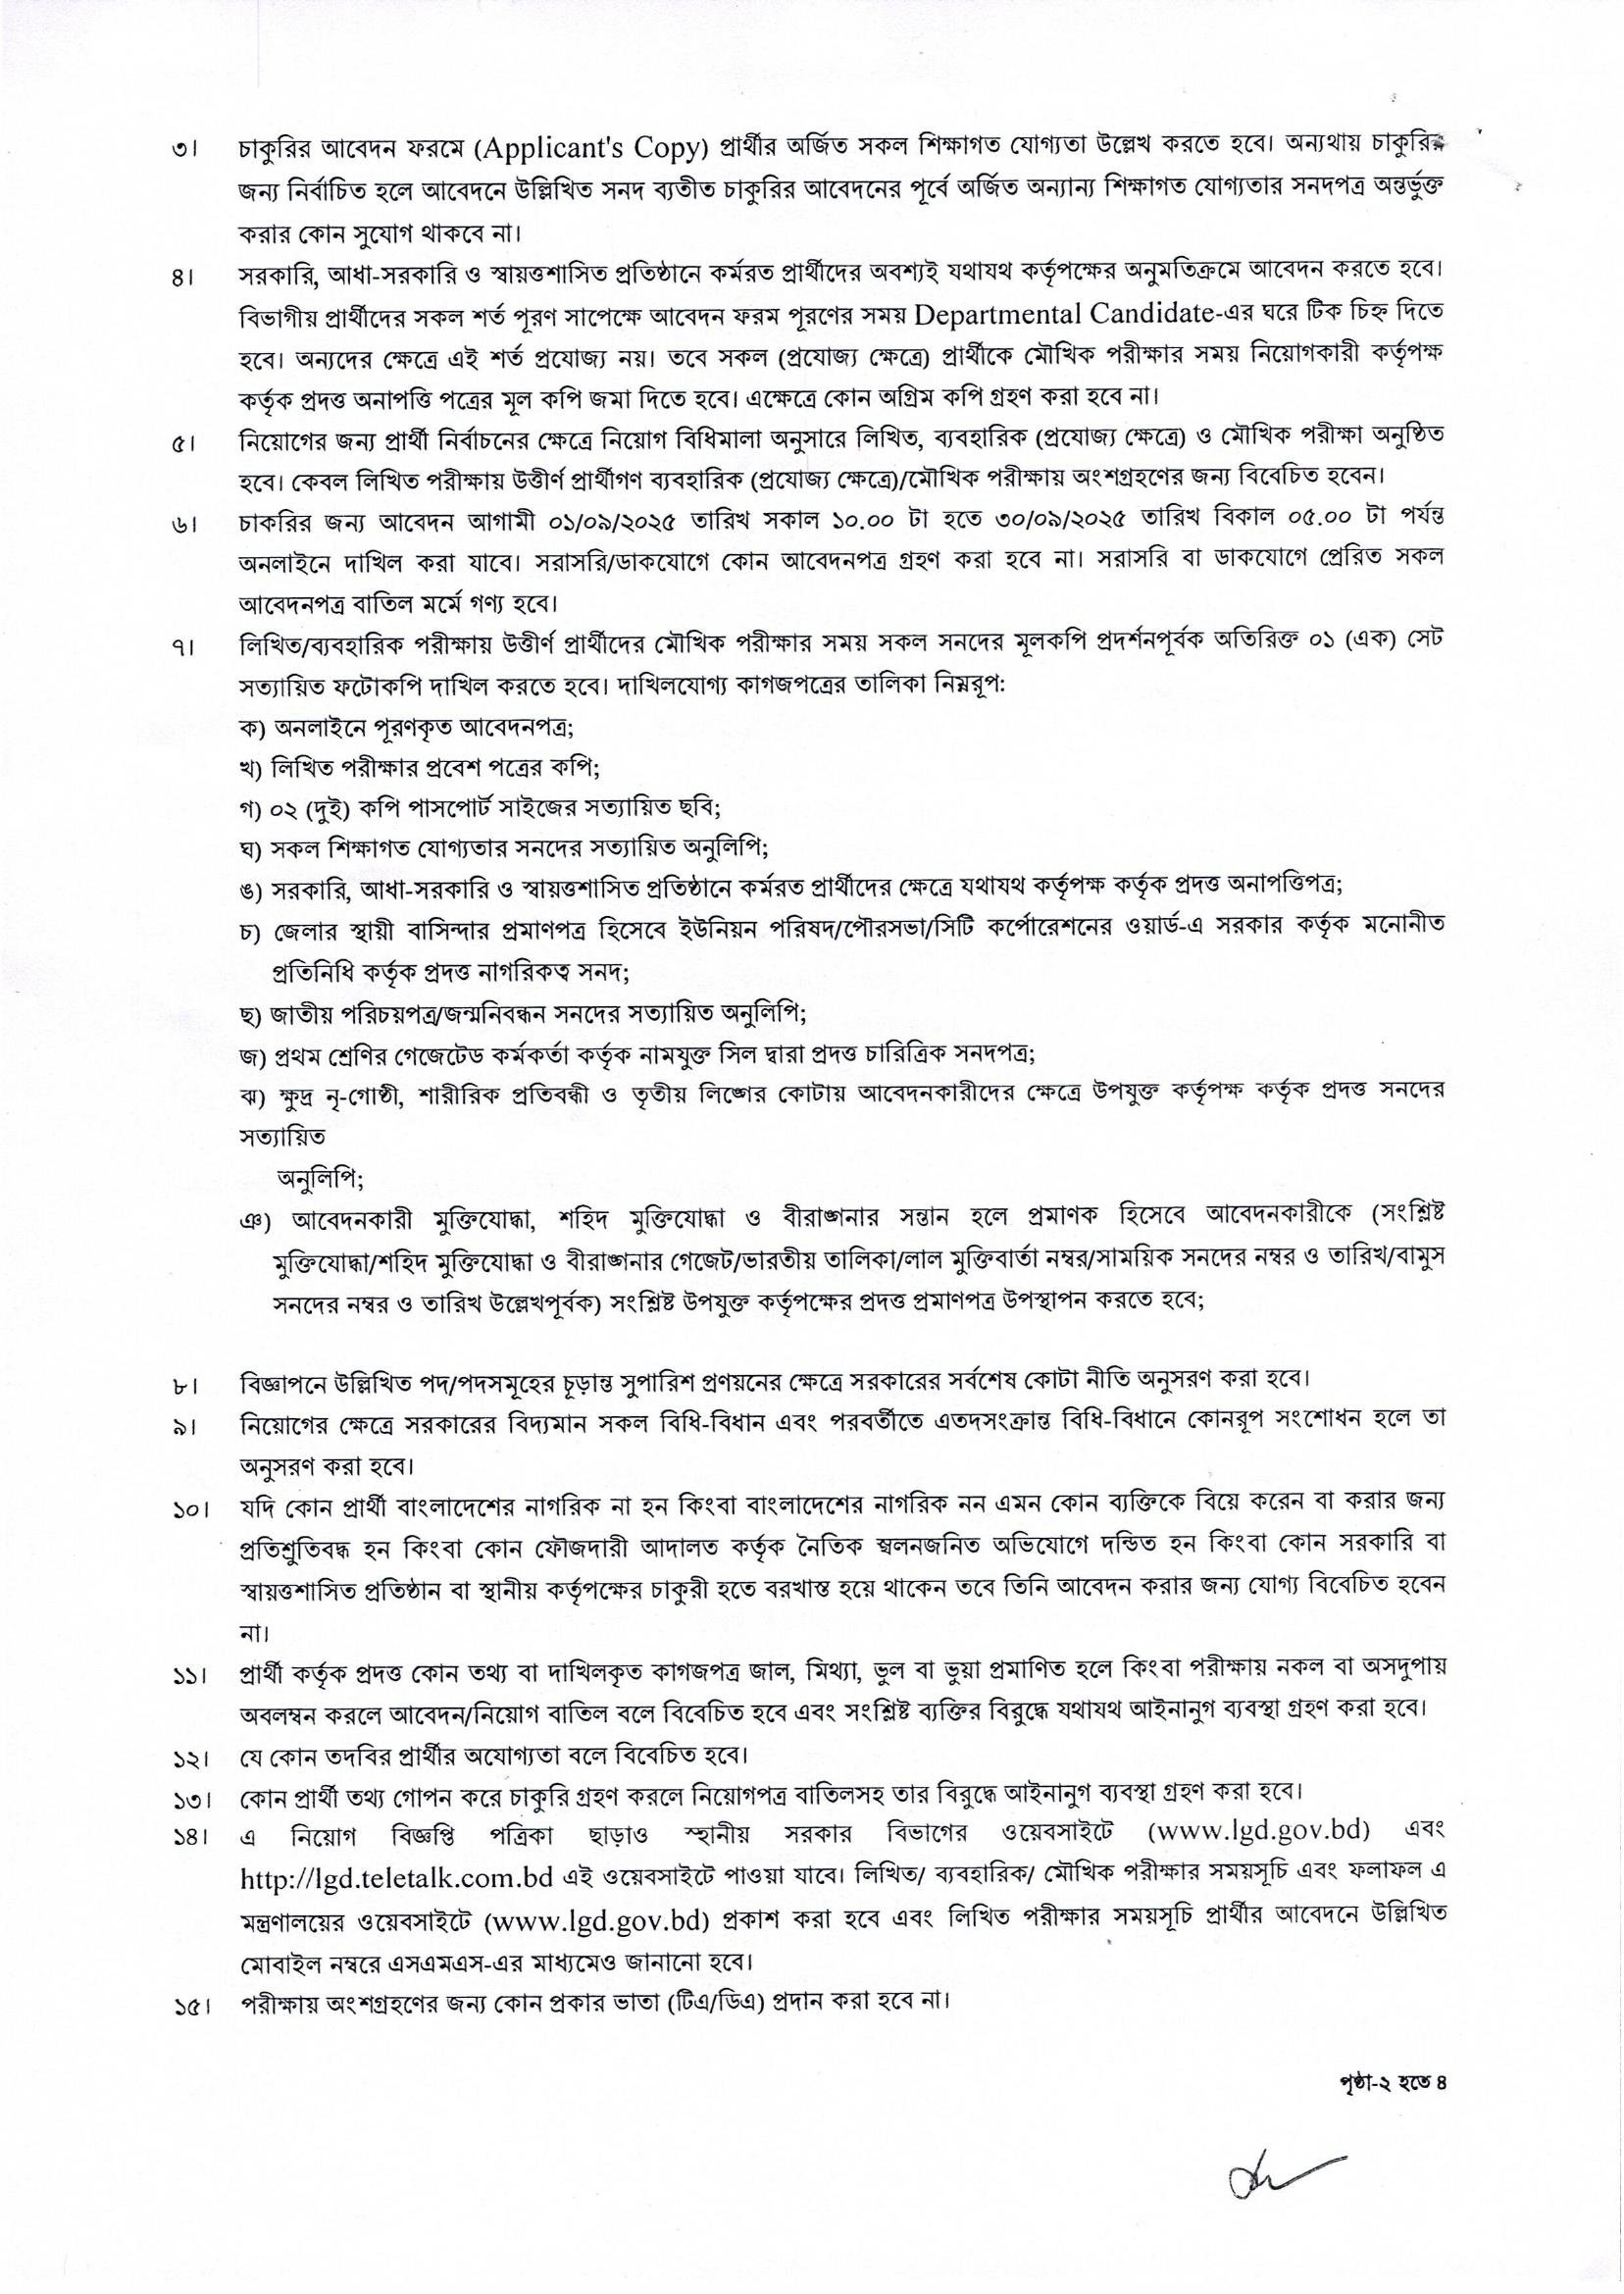 ৩। চাকুরির আবেদন ফরমে (Applicant's Copy) প্রার্থীর অর্জিত সকল শিক্ষাগত যোগ্যতা উল্লেখ করতে হবে। অন্যথায় চাকুরির
জন্য নির্বাচিত হলে আবেদনে উল্লিখিত সনদ ব্যতীত চাকুরির আবেদনের পূর্বে অর্জিত অন্যান্য শিক্ষাগত যোগ্যতার সনদপত্র অন্তর্ভুক্ত
করার কোন সুযোগ থাকবে না।
৪। সরকারি, আধা-সরকারি ও স্বায়ত্তশাসিত প্রতিষ্ঠানে কর্মরত প্রার্থীদের অবশ্যই যথাযথ কর্তৃপক্ষের অনুমতিক্রমে আবেদন করতে হবে।
বিভাগীয় প্রার্থীদের সকল শর্ত পূরণ সাপেক্ষে আবেদন ফরম পূরণের সময় Departmental Candidate-এর ঘরে টিক চিহ্ন দিতে
হবে। অন্যদের ক্ষেত্রে এই শর্ত প্রযোজ্য নয়। তবে সকল (প্রযোজ্য ক্ষেত্রে) প্রার্থীকে মৌখিক পরীক্ষার সময় নিয়োগকারী কর্তৃপক্ষ
কর্তৃক প্রদত্ত অনাপত্তি পত্রের মূল কপি জমা দিতে হবে। এক্ষেত্রে কোন অগ্রিম কপি গ্রহণ করা হবে না।
৫। নিয়োগের জন্য প্রার্থী নির্বাচনের ক্ষেত্রে নিয়োগ বিধিমালা অনুসারে লিখিত, ব্যবহারিক (প্রযোজ্য ক্ষেত্রে) ও মৌখিক পরীক্ষা অনুষ্ঠিত
হবে। কেবল লিখিত পরীক্ষায় উত্তীর্ণ প্রার্থীগণ ব্যবহারিক (প্রযোজ্য ক্ষেত্রে)/মৌখিক পরীক্ষায় অংশগ্রহণের জন্য বিবেচিত হবেন।
৬। চাকরির জন্য আবেদন আগামী ০১/০৯/২০২৫ তারিখ সকাল ১০.০০ টা হতে ৩০/০৯/২০২৫ তারিখ বিকাল ০৫.০০ টা পর্যন্ত
অনলাইনে দাখিল করা যাবে। সরাসরি/ডাকযোগে কোন আবেদনপত্র গ্রহণ করা হবে না। সরাসরি বা ডাকযোগে প্রেরিত সকল
আবেদনপত্র বাতিল মর্মে গণ্য হবে।
৭। লিখিত/ব্যবহারিক পরীক্ষায় উত্তীর্ণ প্রার্থীদের মৌখিক পরীক্ষার সময় সকল সনদের মূলকপি প্রদর্শনপূর্বক অতিরিক্ত ০১ (এক) সেট
সত্যায়িত ফটোকপি দাখিল করতে হবে। দাখিলযোগ্য কাগজপত্রের তালিকা নিম্নরূপ:
ক) অনলাইনে পূরণকৃত আবেদনপত্র;
খ) লিখিত পরীক্ষার প্রবেশ পত্রের কপি;
গ) ০২ (দুই) কপি পাসপোর্ট সাইজের সত্যায়িত ছবি;
ঘ) সকল শিক্ষাগত যোগ্যতার সনদের সত্যায়িত অনুলিপি;
ঙ) সরকারি, আধা-সরকারি ও স্বায়ত্তশাসিত প্রতিষ্ঠানে কর্মরত প্রার্থীদের ক্ষেত্রে যথাযথ কর্তৃপক্ষ কর্তৃক প্রদত্ত অনাপত্তিপত্র;
চ) জেলার স্থায়ী বাসিন্দার প্রমাণপত্র হিসেবে ইউনিয়ন পরিষদ/পৌরসভা/সিটি কর্পোরেশনের ওয়ার্ড-এ সরকার কর্তৃক মনোনীত
প্রতিনিধি কর্তৃক প্রদত্ত নাগরিকত্ব সনদ;
ছ) জাতীয় পরিচয়পত্র/জন্মনিবন্ধন সনদের সত্যায়িত অনুলিপি;
জ) প্রথম শ্রেণির গেজেটেড কর্মকর্তা কর্তৃক নামযুক্ত সিল দ্বারা প্রদত্ত চারিত্রিক সনদপত্র;
ঝ) ক্ষুদ্র নৃ-গোষ্ঠী, শারীরিক প্রতিবন্ধী ও তৃতীয় লিঙ্গের কোটায় আবেদনকারীদের ক্ষেত্রে উপযুক্ত কর্তৃপক্ষ কর্তৃক প্রদত্ত সনদের
সত্যায়িত
অনুলিপি;
ঞ) আবেদনকারী মুক্তিযোদ্ধা, শহিদ মুক্তিযোদ্ধা ও বীরাঙ্গনার সন্তান হলে প্রমাণক হিসেবে আবেদনকারীকে (সংশ্লিষ্ট
মুক্তিযোদ্ধা/শহিদ মুক্তিযোদ্ধা ও বীরাঙ্গনার গেজেট/ভারতীয় তালিকা/লাল মুক্তিবার্তা নম্বর/সাময়িক সনদের নম্বর ও তারিখ/বামুস
সনদের নম্বর ও তারিখ উল্লেখপূর্বক) সংশ্লিষ্ট উপযুক্ত কর্তৃপক্ষের প্রদত্ত প্রমাণপত্র উপস্থাপন করতে হবে;
৮। বিজ্ঞাপনে উল্লিখিত পদ/পদসমূহের চূড়ান্ত সুপারিশ প্রণয়নের ক্ষেত্রে সরকারের সর্বশেষ কোটা নীতি অনুসরণ করা হবে।
৯। নিয়োগের ক্ষেত্রে সরকারের বিদ্যমান সকল বিধি-বিধান এবং পরবর্তীতে এতদসংক্রান্ত বিধি-বিধানে কোনরূপ সংশোধন হলে তা
অনুসরণ করা হবে।
১০। যদি কোন প্রার্থী বাংলাদেশের নাগরিক না হন কিংবা বাংলাদেশের নাগরিক নন এমন কোন ব্যক্তিকে বিয়ে করেন বা করার জন্য
প্রতিশ্রুতিবদ্ধ হন কিংবা কোন ফৌজদারী আদালত কর্তৃক নৈতিক স্খলনজনিত অভিযোগে দন্ডিত হন কিংবা কোন সরকারি বা
স্বায়ত্তশাসিত প্রতিষ্ঠান বা স্থানীয় কর্তৃপক্ষের চাকুরী হতে বরখাস্ত হয়ে থাকেন তবে তিনি আবেদন করার জন্য যোগ্য বিবেচিত হবেন
না।
১১। প্রার্থী কর্তৃক প্রদত্ত কোন তথ্য বা দাখিলকৃত কাগজপত্র জাল, মিথ্যা, ভুল বা ভুয়া প্রমাণিত হলে কিংবা পরীক্ষায় নকল বা অসদুপায়
অবলম্বন করলে আবেদন/নিয়োগ বাতিল বলে বিবেচিত হবে এবং সংশ্লিষ্ট ব্যক্তির বিরুদ্ধে যথাযথ আইনানুগ ব্যবস্থা গ্রহণ করা হবে।
১২। যে কোন তদবির প্রার্থীর অযোগ্যতা বলে বিবেচিত হবে।
১৩। কোন প্রার্থী তথ্য গোপন করে চাকুরি গ্রহণ করলে নিয়োগপত্র বাতিলসহ তার বিরুদ্ধে আইনানুগ ব্যবস্থা গ্রহণ করা হবে।
১৪। এ নিয়োগ বিজ্ঞপ্তি পত্রিকা ছাড়াও স্থানীয় সরকার বিভাগের ওয়েবসাইটে (www.lgd.gov.bd) এবং
http://lgd.teletalk.com.bd এই ওয়েবসাইটে পাওয়া যাবে। লিখিত/ ব্যবহারিক/ মৌখিক পরীক্ষার সময়সূচি এবং ফলাফল এ
মন্ত্রণালয়ের ওয়েবসাইটে (www.lgd.gov.bd) প্রকাশ করা হবে এবং লিখিত পরীক্ষার সময়সূচি প্রার্থীর আবেদনে উল্লিখিত
মোবাইল নম্বরে এসএমএস-এর মাধ্যমেও জানানো হবে।
১৫। পরীক্ষায় অংশগ্রহণের জন্য কোন প্রকার ভাতা (টিএ/ডিএ) প্রদান করা হবে না।
পৃষ্ঠা-২ হতে ৪